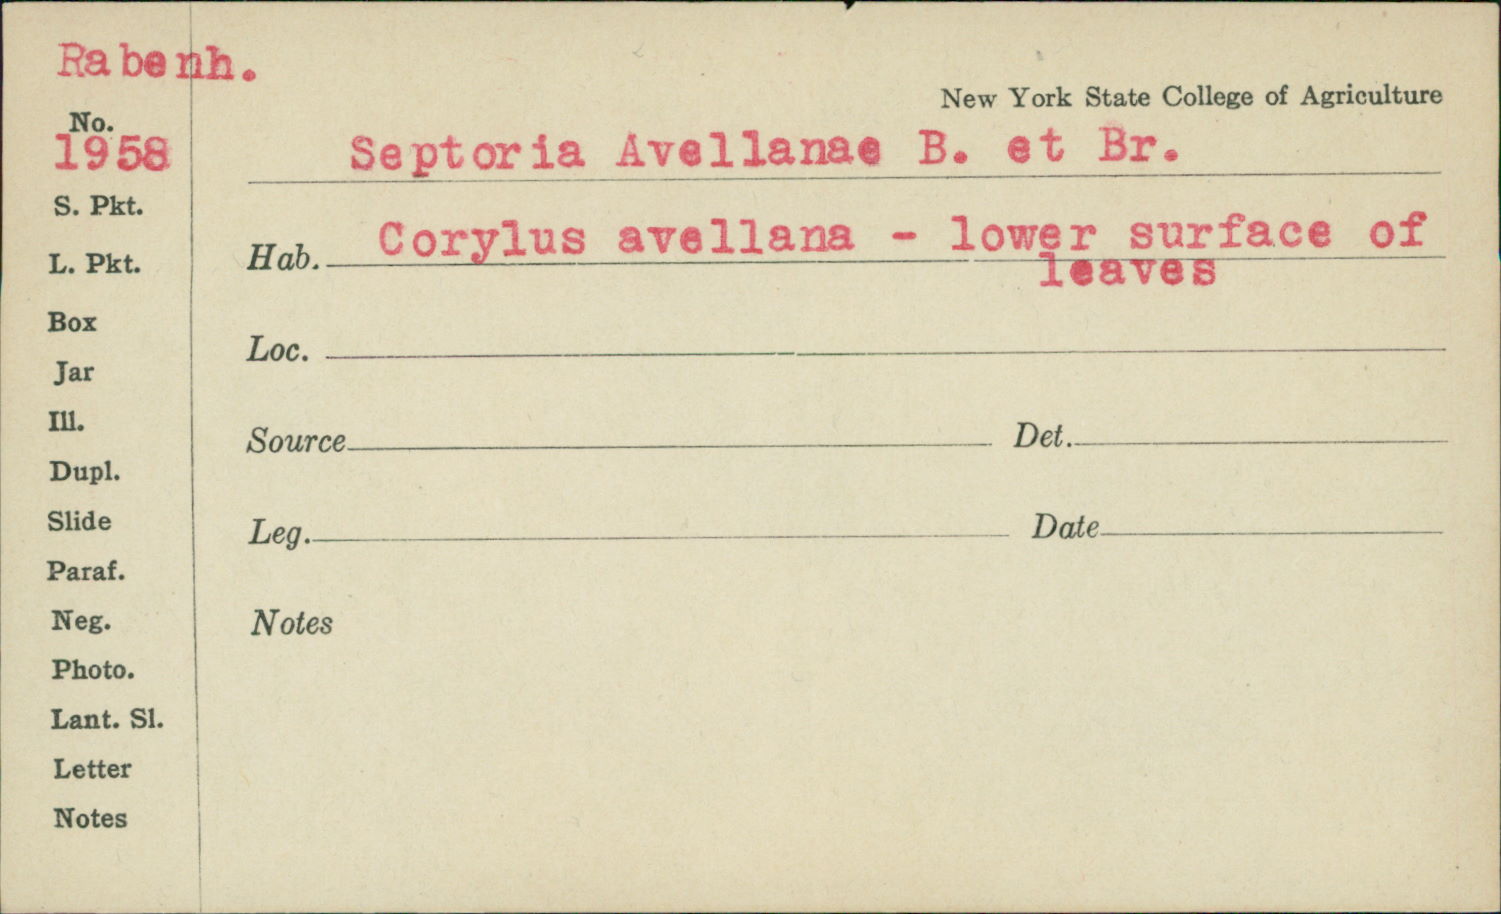 Rabenh.
New York State College of Agriculture
No.
1958
Septoria Avellanae B. et Br.
S. Pkt.
Hab. Corylus avellana - lower surface of
leaves
L. Pkt.
Box
Loc.
Jar
Ill.
Source Det.
Dupl.
Slide
Leg. Date
Paraf.
Neg.
Notes
Photo.
Lant. Sl.
Letter
Notes